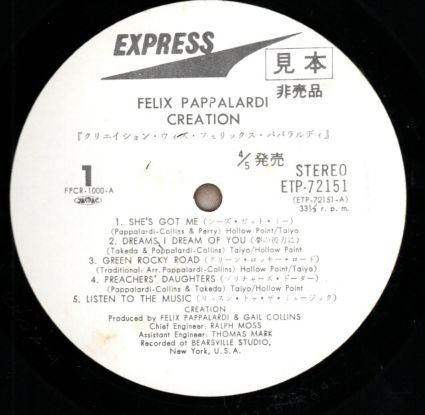 EXPRESS
見本
非売品
FELIX PAPPALARDI
CREATION
『クリエイション・ウィズ・フェリックス・パパラルディ』
4/5 発売
1
FPCR-1000-A
STEREO
ETP-72151
(ETP-72151-A)
33⅓ r. p. m.
1. SHE'S GOT ME (シーズ・ガット・ミー)
(Pappalardi-Collins & Perry) Hollow Point/Taiyo
2. DREAMS I DREAM OF YOU (夢の彼方に)
(Takeda & Pappalardi-Collins) Hollow Point/Taiyo
3. GREEN ROCKY ROAD (グリーン・ロッキー・ロード)
(Traditional: Arr. Pappalardi-Collins) Hollow Point/Taiyo
4. PREACHERS' DAUGHTERS (プリチャーズ・ドーター)
(Pappalardi-Collins & Takeda) Hollow Point/Taiyo
5. LISTEN TO THE MUSIC (リッスン・トゥ・ザ・ミュージック)
CREATION
Produced by FELIX PAPPALARDI & GAIL COLLINS
Chief Engineer: RALPH MOSS
Assistant Engineer: THOMAS MARK
Recorded at BEARSVILLE STUDIO,
New York, U.S.A.